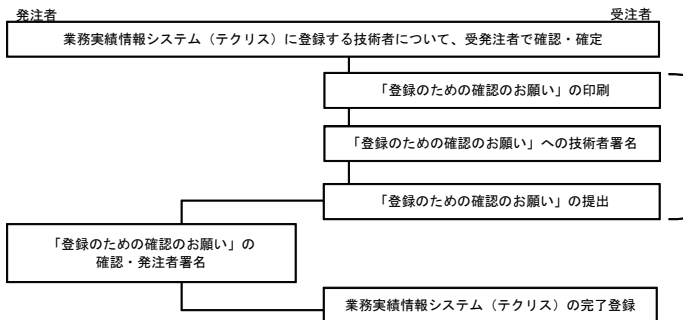 発注者
受注者
業務実績情報システム（テクリス）に登録する技術者について、受発注者で確認・確定
「登録のための確認のお願い」の印刷
「登録のための確認のお願い」への技術者署名
「登録のための確認のお願い」の提出
「登録のための確認のお願い」の
確認・発注者署名
業務実績情報システム（テクリス）の完了登録